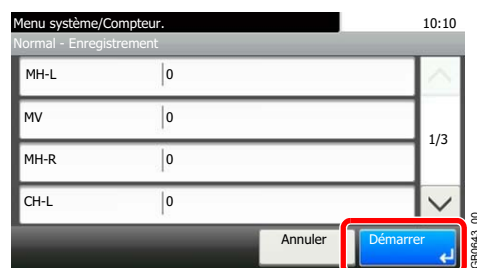 Menu système/Compteur. 10:10
Normal - Enregistrement
MH-L 0
MV 0
1/3
MH-R 0
CH-L 0
Annuler Démarrer
GB0643_00